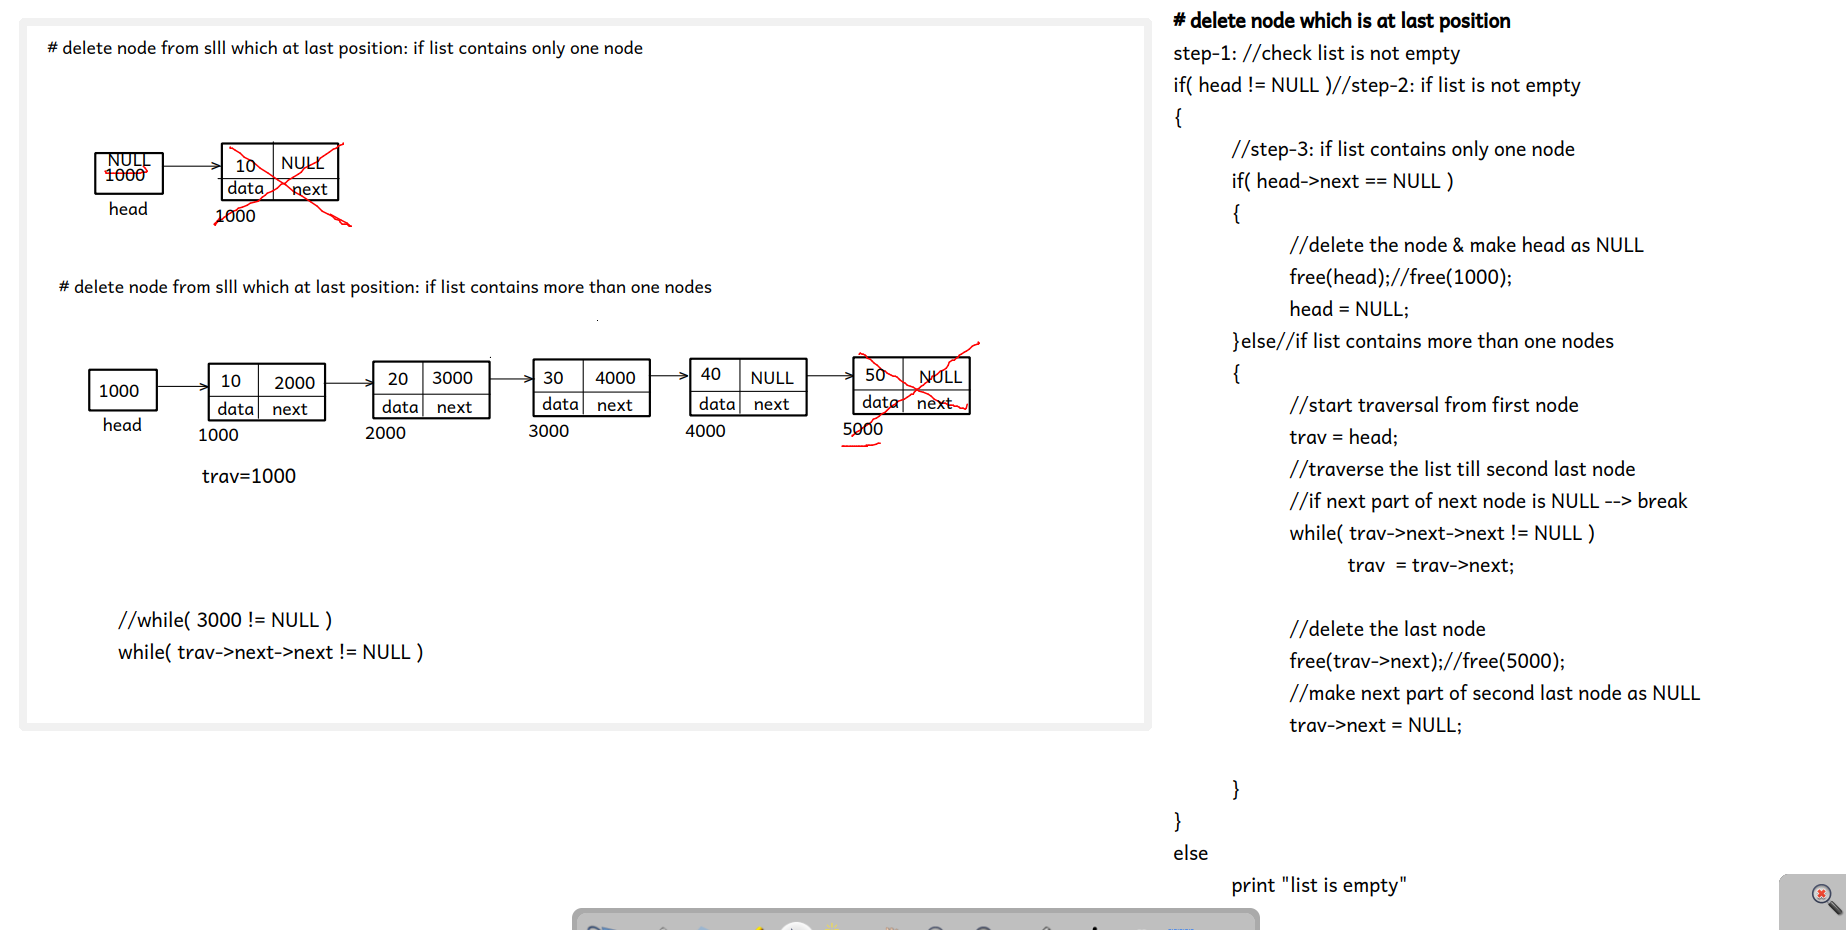 # delete node from slll which at last position: if list contains only one node
NULL
1000
10 NULL
data next
head
1000
# delete node from slll which at last position: if list contains more than one nodes
1000
10 2000
20 3000
30 4000
40 NULL
50 NULL
data next
data next
data next
data next
data next
head
1000
2000
3000
4000
5000
trav=1000
//while( 3000 != NULL )
while( trav->next->next != NULL )
# delete node which is at last position
step-1: //check list is not empty
if( head != NULL )//step-2: if list is not empty
{
//step-3: if list contains only one node
if( head->next == NULL )
{
//delete the node & make head as NULL
free(head);//free(1000);
head = NULL;
}else//if list contains more than one nodes
{
//start traversal from first node
trav = head;
//traverse the list till second last node
//if next part of next node is NULL --> break
while( trav->next->next != NULL )
trav  = trav->next;
//delete the last node
free(trav->next);//free(5000);
//make next part of second last node as NULL
trav->next = NULL;
}
}
else
print "list is empty"